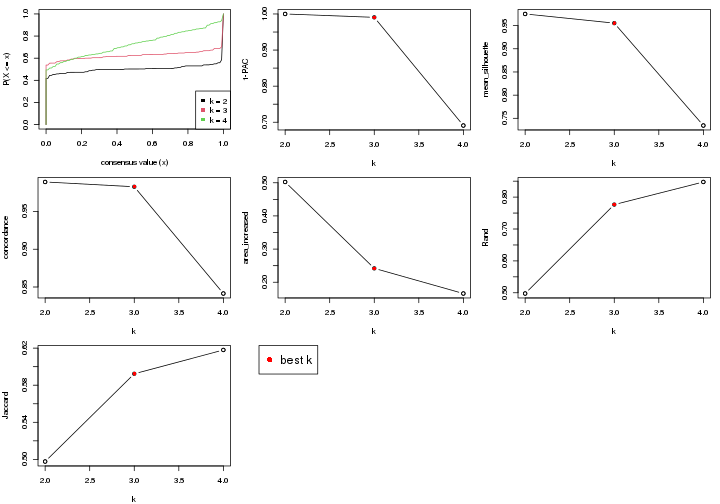 P(X <= x)
0.0 0.2 0.4 0.6 0.8 1.0
k = 2
k = 3
k = 4
0.0 0.2 0.4 0.6 0.8 1.0
consensus value (x)
1-PAC
0.70 0.80 0.90 1.00
2.0 2.5 3.0 3.5 4.0
k
mean_silhouette
0.75 0.80 0.85 0.90 0.95
2.0 2.5 3.0 3.5 4.0
k
concordance
0.85 0.90 0.95
2.0 2.5 3.0 3.5 4.0
k
area_increased
0.20 0.30 0.40 0.50
2.0 2.5 3.0 3.5 4.0
k
Rand
0.50 0.60 0.70 0.80
2.0 2.5 3.0 3.5 4.0
k
Jaccard
0.50 0.54 0.58 0.62
2.0 2.5 3.0 3.5 4.0
k
best k